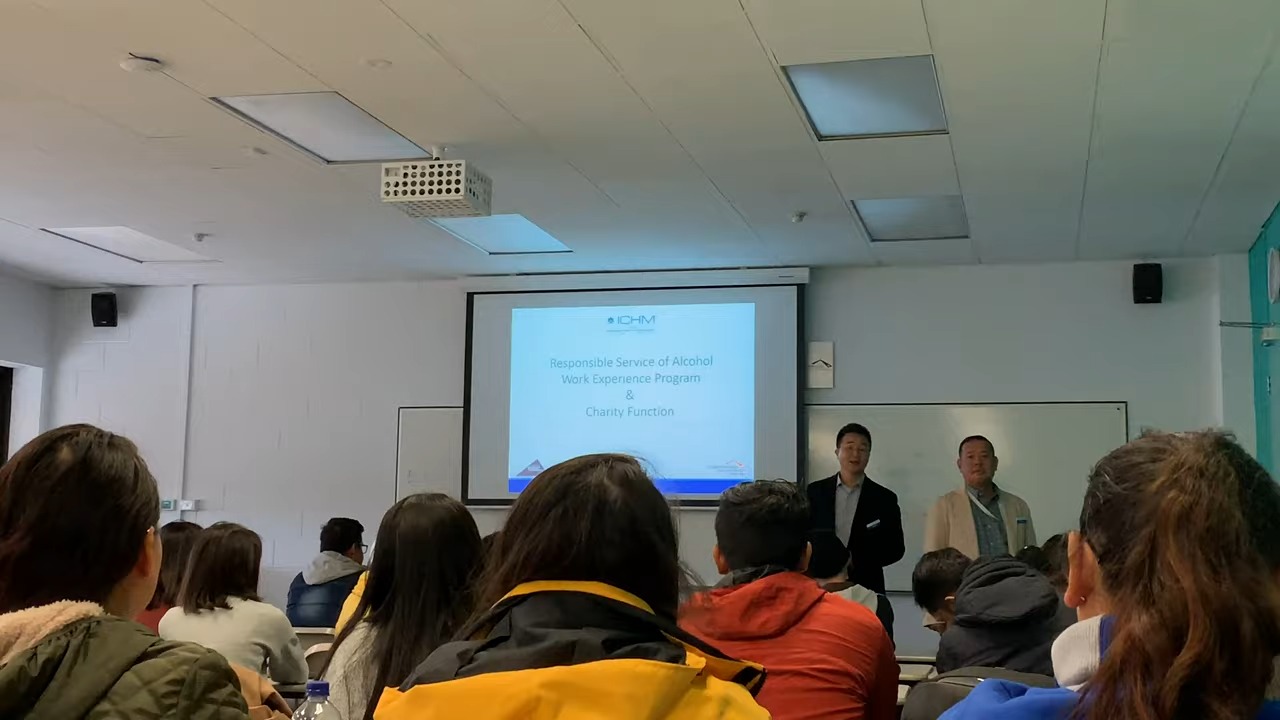 ICHM
Responsible Service of Alcohol
Work Experience Program
&
Charity Function